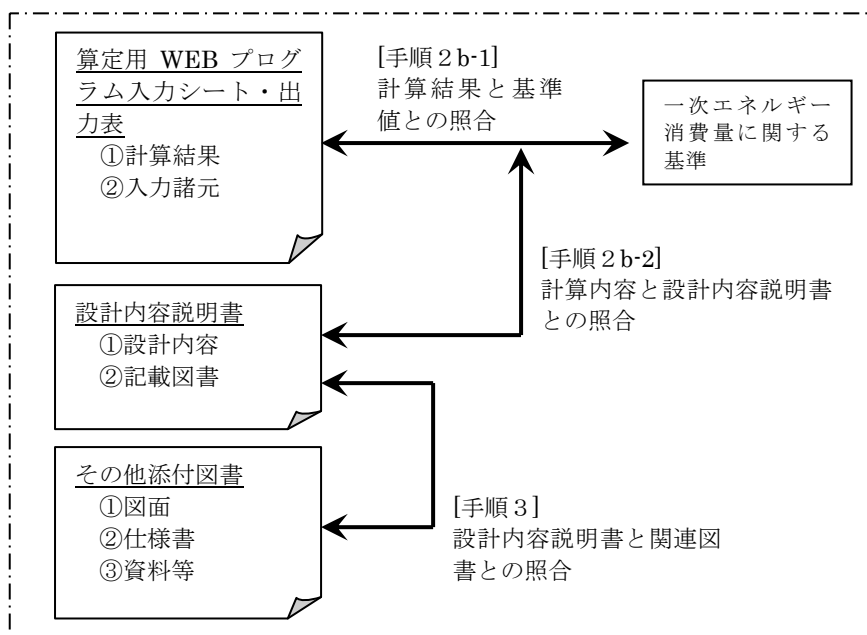 算定用 WEB プログ
ラム入力シート・出
力表
①計算結果
②入力諸元
[手順２b-1]
計算結果と基準
値との照合
一次エネルギー
消費量に関する
基準
[手順２b-2]
計算内容と設計内容説明書
との照合
設計内容説明書
①設計内容
②記載図書
その他添付図書
①図面
②仕様書
③資料等
[手順３]
設計内容説明書と関連図
書との照合